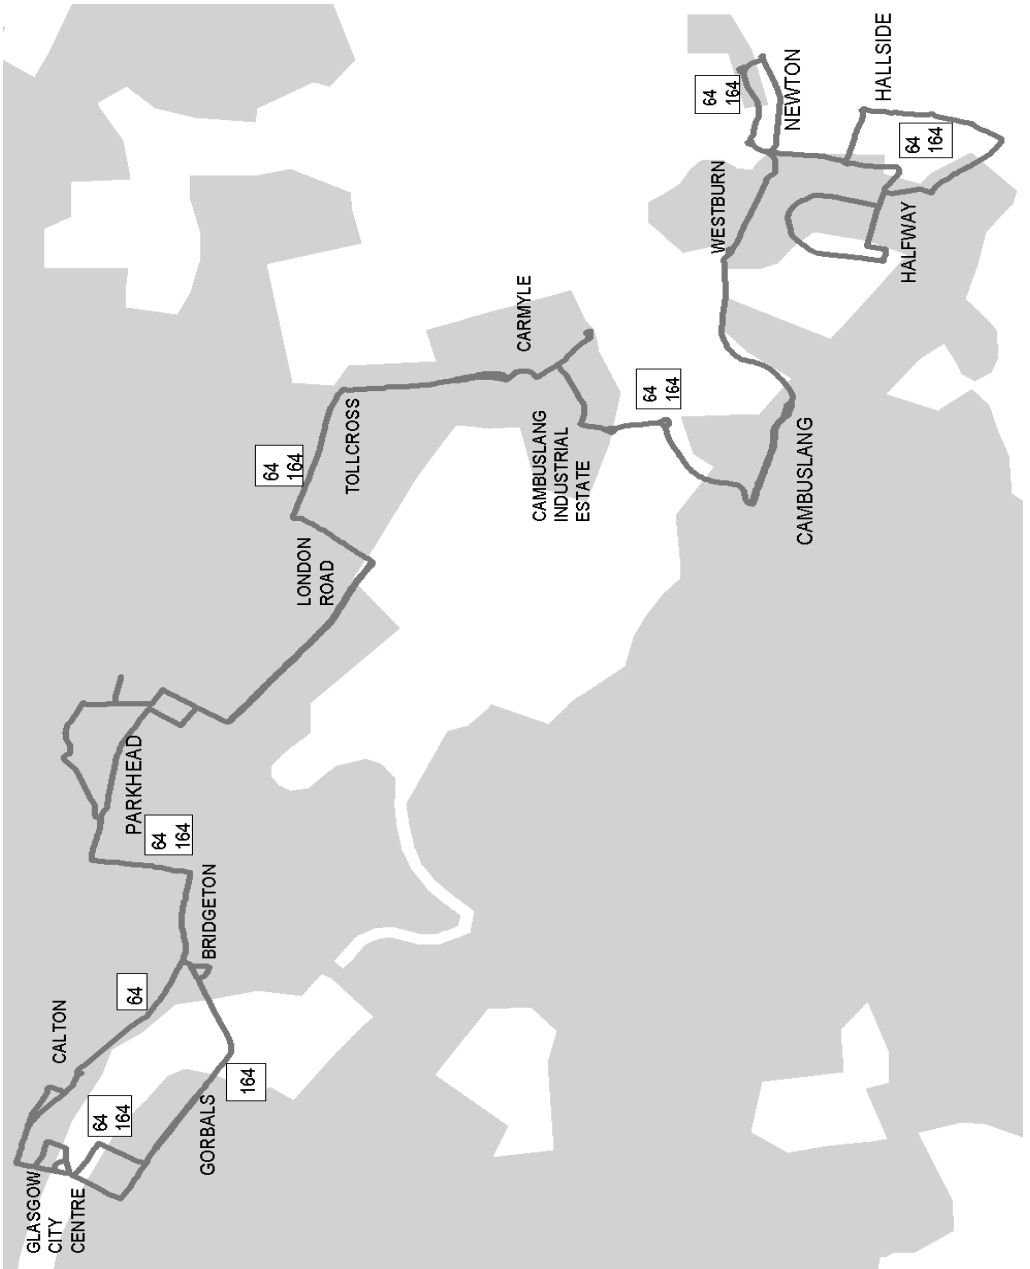 GLASGOW
CITY
CENTRE
64
164
CALTON
64
GORBALS
164
BRIDGETON
64
164
PARKHEAD
LONDON
ROAD
64
164
TOLLCROSS
CARMYLE
CAMBUSLANG
INDUSTRIAL
ESTATE
64
164
CAMBUSLANG
WESTBURN
64
164
NEWTON
HALFWAY
64
164
HALLSIDE